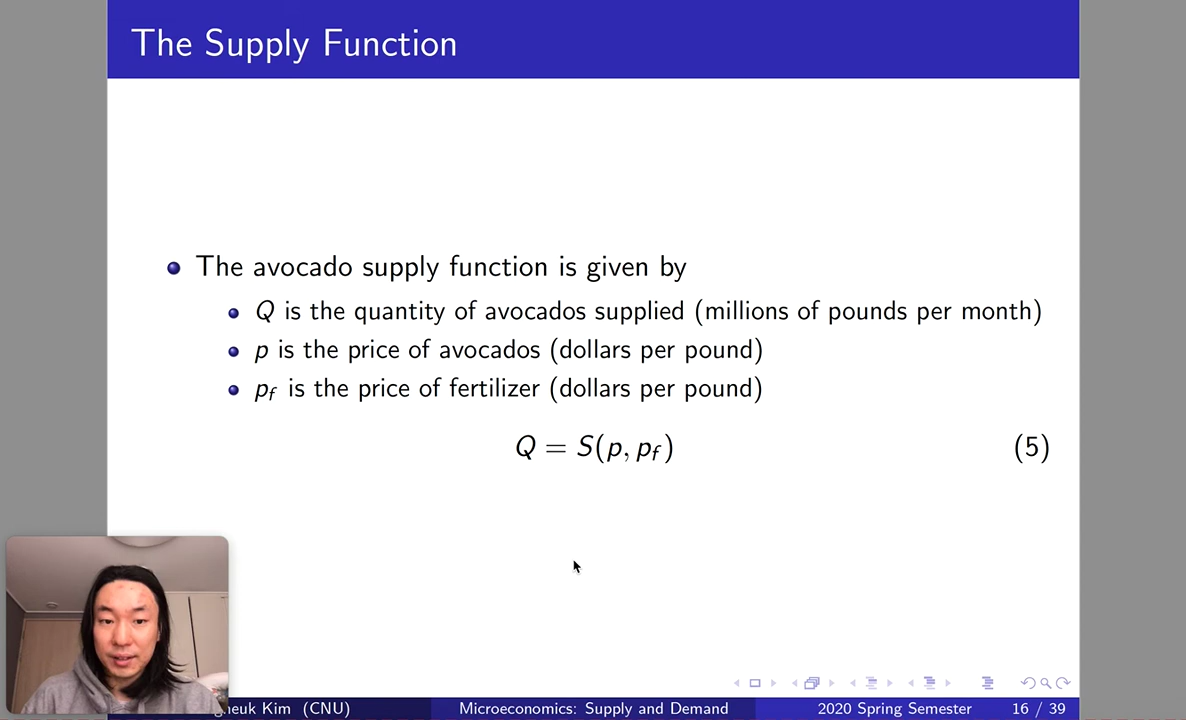 The Supply Function
The avocado supply function is given by
Q is the quantity of avocados supplied (millions of pounds per month)
p is the price of avocados (dollars per pound)
p_f is the price of fertilizer (dollars per pound)
Q = S(p, p_f) (5)
Kim (CNU) Microeconomics: Supply and Demand 2020 Spring Semester 16 / 39